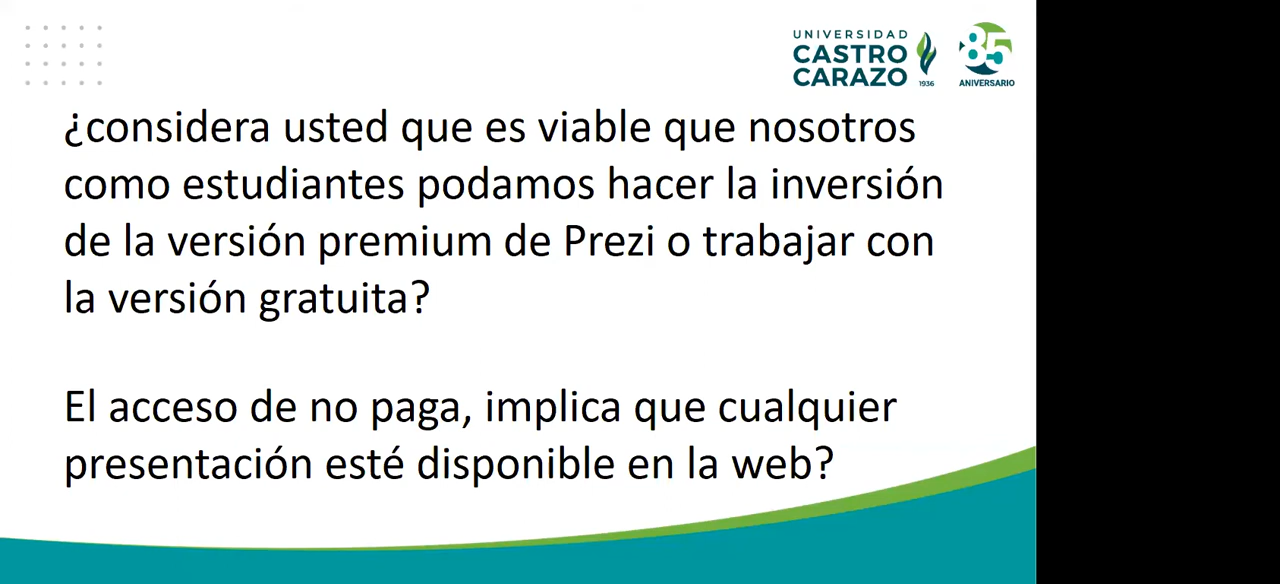 UNIVERSIDAD
CASTRO
CARAZO
1936
85
ANIVERSARIO
¿considera usted que es viable que nosotros
como estudiantes podamos hacer la inversión
de la versión premium de Prezi o trabajar con
la versión gratuita?
El acceso de no paga, implica que cualquier
presentación esté disponible en la web?